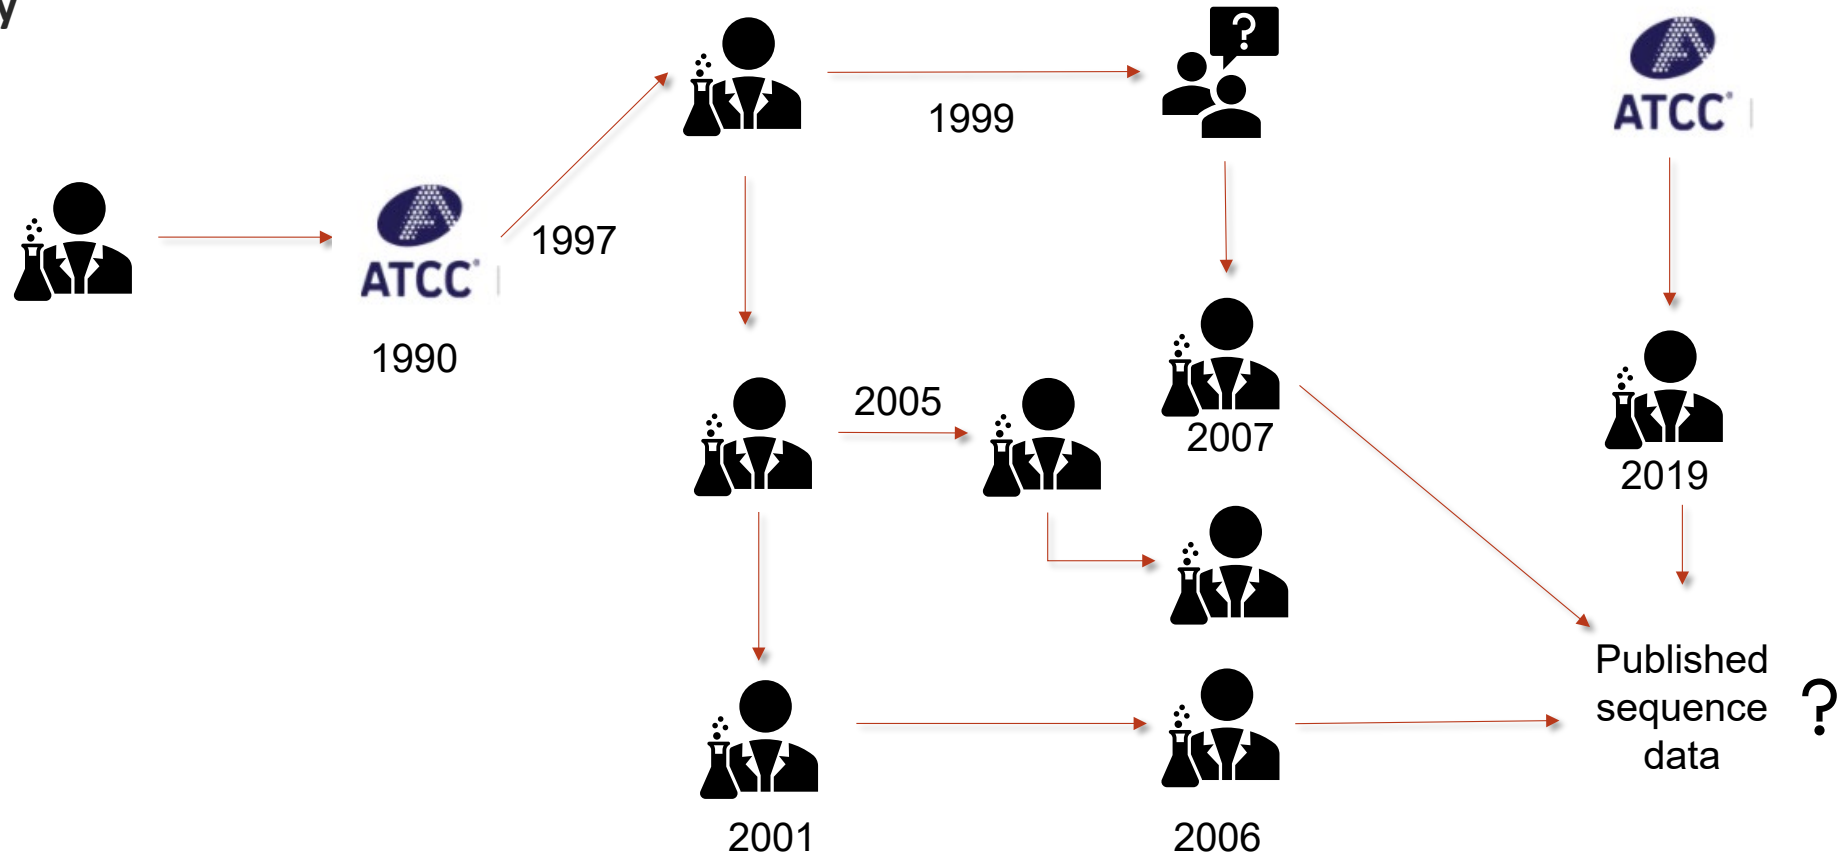 y
?
ATCC®
1999
ATCC®
1997
1990
2005
2007
2019
Published
sequence
data
?
2001
2006